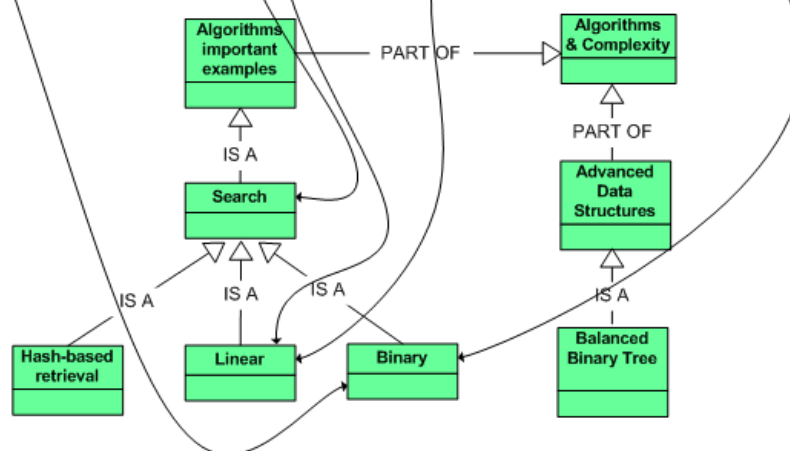 Algorithms
important
examples
PART OF
Algorithms
& Complexity
PART OF
IS A
Advanced
Data
Structures
Search
IS A
IS A
IS A
IS A
Hash-based
retrieval
Linear
Binary
Balanced
Binary Tree